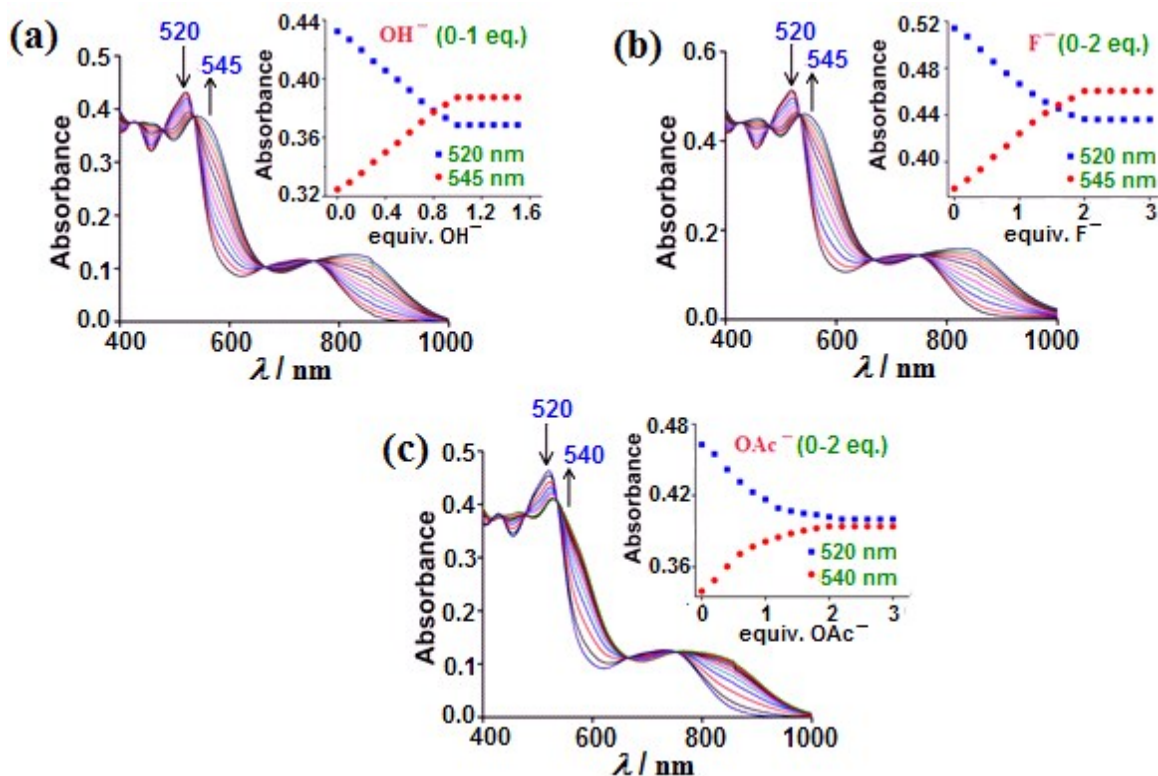 (a)
520
545
0.5
0.4
0.3
0.2
0.1
0.0
Absorbance
400 600 800 1000
λ / nm
OH⁻ (0-1 eq.)
0.44
0.40
0.36
0.32
Absorbance
520 nm
545 nm
0.0 0.4 0.8 1.2 1.6
equiv. OH⁻
(b)
520
545
0.6
0.4
0.2
0.0
Absorbance
400 600 800 1000
λ / nm
F⁻ (0-2 eq.)
0.52
0.48
0.44
0.40
Absorbance
520 nm
545 nm
0 1 2 3
equiv. F⁻
(c)
520
540
0.5
0.4
0.3
0.2
0.1
0.0
Absorbance
400 600 800 1000
λ / nm
OAc⁻ (0-2 eq.)
0.48
0.42
0.36
Absorbance
520 nm
540 nm
0 1 2 3
equiv. OAc⁻